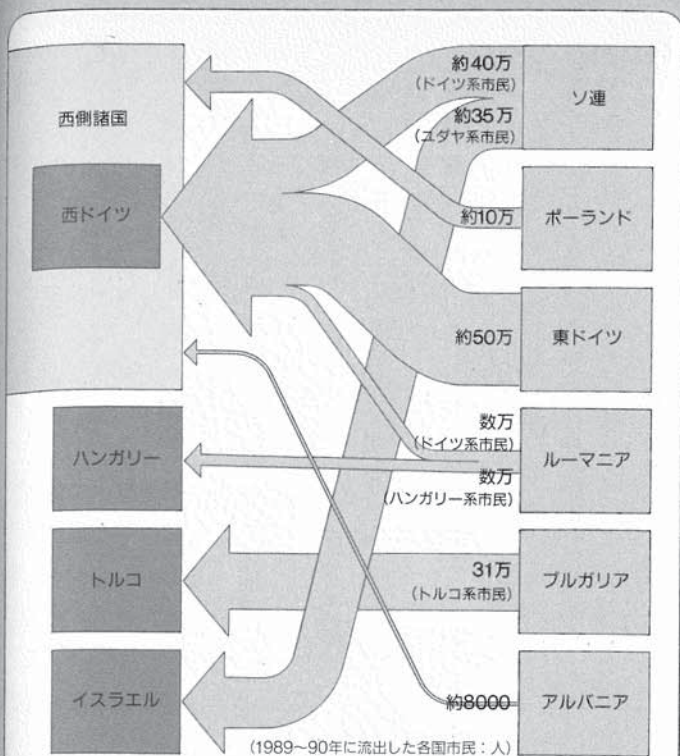 西側諸国
西ドイツ
ハンガリー
トルコ
イスラエル
約40万
(ドイツ系市民)
約35万
(ユダヤ系市民)
ソ連
約10万
ポーランド
約50万
東ドイツ
数万
(ドイツ系市民)
数万
(ハンガリー系市民)
ルーマニア
31万
(トルコ系市民)
ブルガリア
約8000
アルバニア
(1989〜90年に流出した各国市民:人)